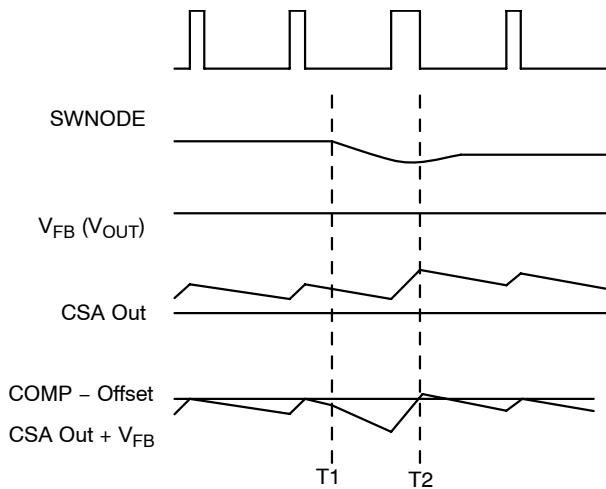 SWNODE
V_FB (V_OUT)
CSA Out
COMP − Offset
CSA Out + V_FB
T1
T2